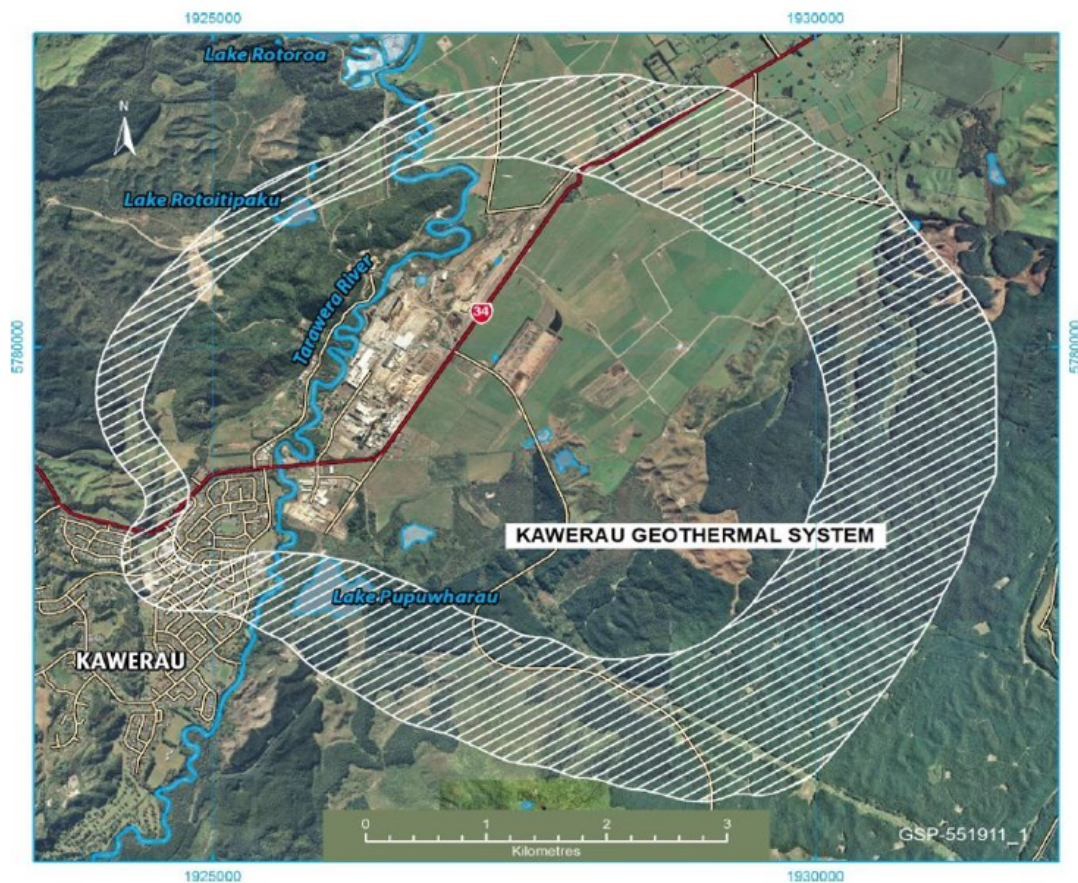 1925000
1930000
Lake Rotoroa
N
Lake Rotoitipaku
Tarawera River
34
5780000
5780000
KAWERAU GEOTHERMAL SYSTEM
Lake Pupuwharau
KAWERAU
0 1 2 3
Kilometres
GSP-551911_1
1925000
1930000